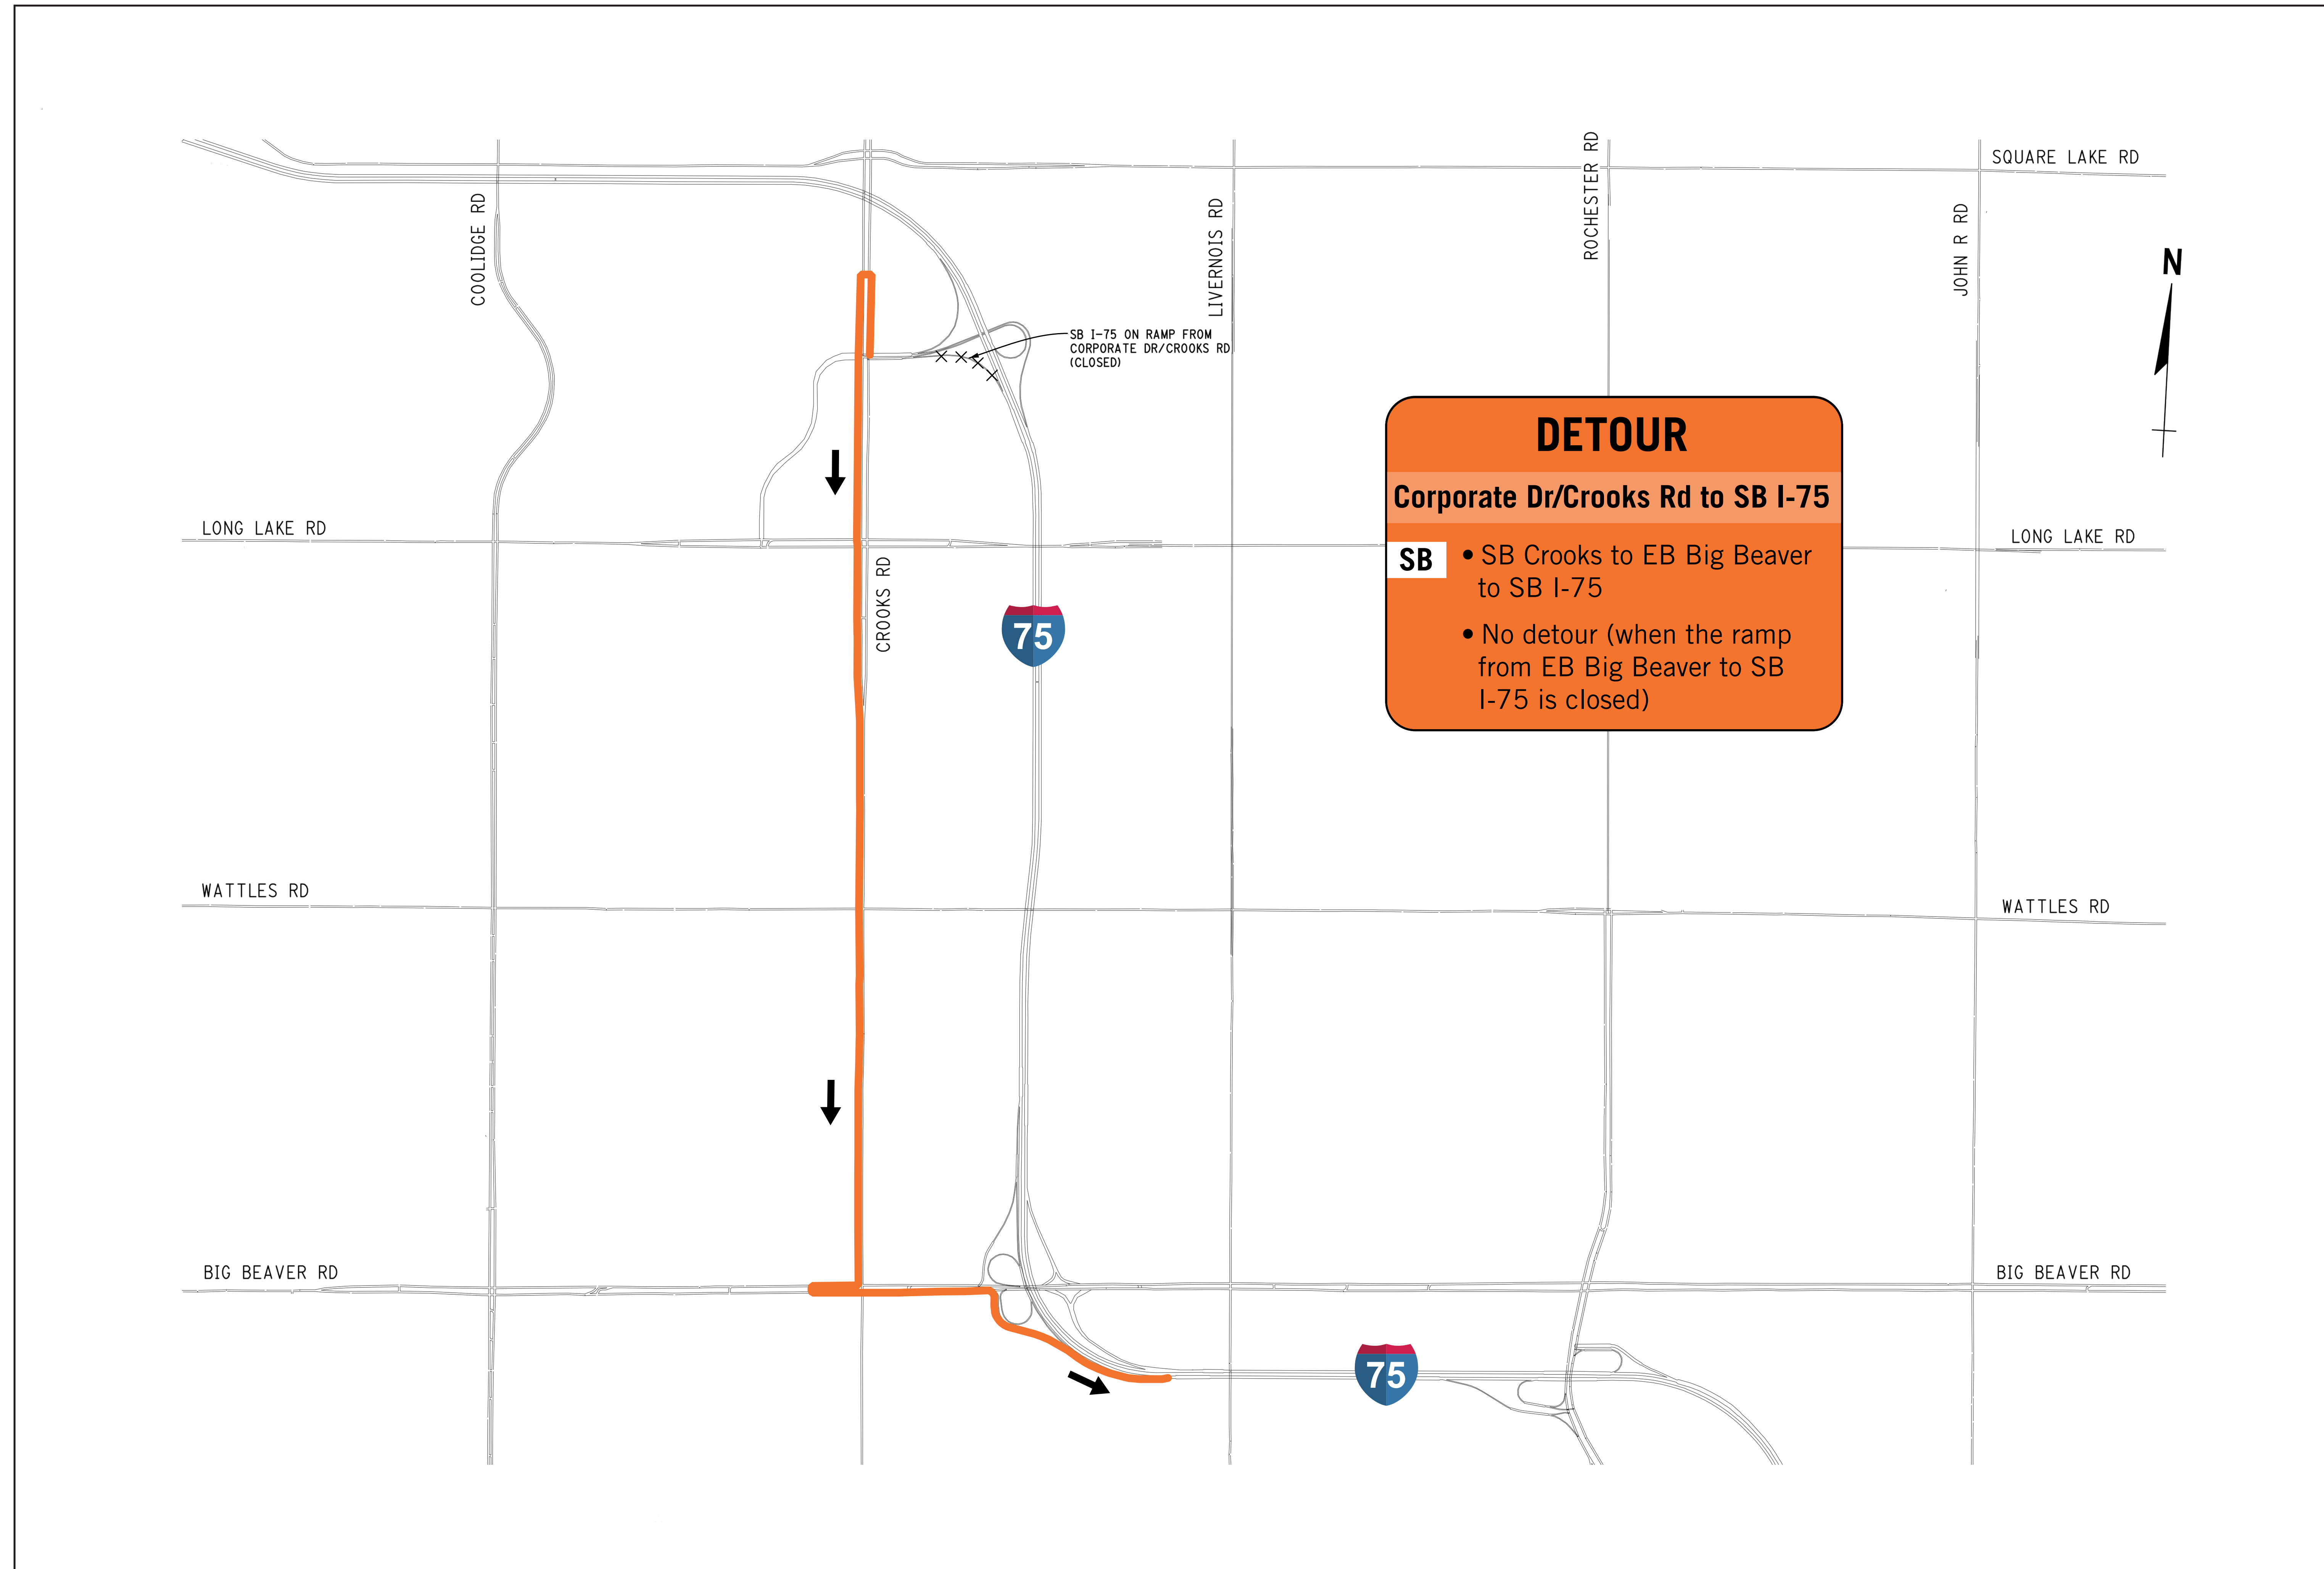 SQUARE LAKE RD
COOLIDGE RD
LIVERNOIS RD
ROCHESTER RD
JOHN R RD
N
SB I-75 ON RAMP FROM
CORPORATE DR/CROOKS RD
(CLOSED)
DETOUR
Corporate Dr/Crooks Rd to SB I-75
SB
• SB Crooks to EB Big Beaver
to SB I-75
• No detour (when the ramp
from EB Big Beaver to SB
I-75 is closed)
LONG LAKE RD
LONG LAKE RD
CROOKS RD
75
WATTLES RD
WATTLES RD
BIG BEAVER RD
BIG BEAVER RD
75